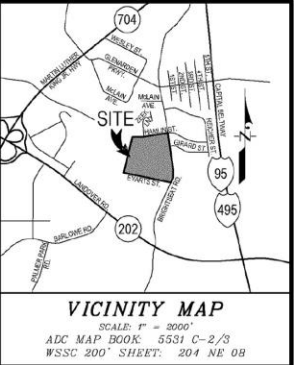 704
WESLEY ST.
GLENARDEN
PKWY.
MARTIN LUTHER
KING JR. HWY
McLAIN
AVE.
McLAIN
AVE
SITE
HAMLIN ST.
GIRARD ST.
CAPITAL BELTWAY
EVARTS ST.
BRIGHTSEAT RD.
LANDOVER RD.
95
495
202
BARLOWE RD.
PALMER PARK
RD.
VICINITY MAP
SCALE: 1" = 2000'
ADC MAP BOOK: 5531 C-2/3
WSSC 200' SHEET: 204 NE 08